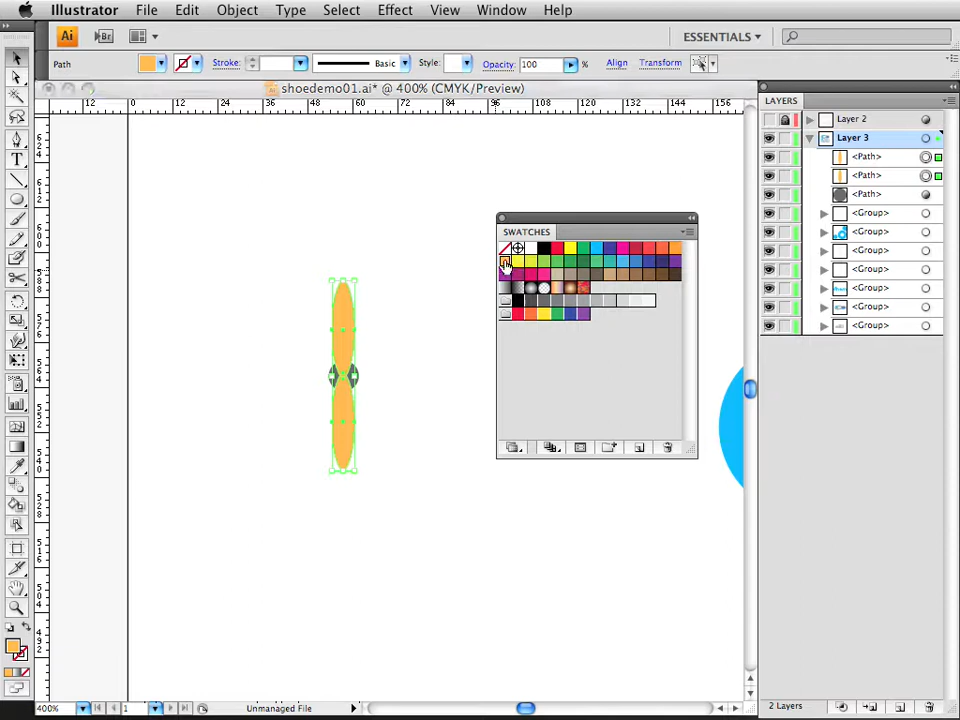 Illustrator File Edit Object Type Select Effect View Window Help
Ai Br ESSENTIALS
Path Stroke: Basic Style: Opacity: 100 % Align Transform
shoedemo01.ai* @ 400% (CMYK/Preview)
12 0 12 24 36 48 60 72 84 96 108 120 132 144 156
LAYERS
Layer 2
Layer 3
<Path>
<Path>
<Path>
<Group>
<Group>
<Group>
<Group>
<Group>
<Group>
<Group>
SWATCHES
T
400% 1 Unmanaged File 2 Layers